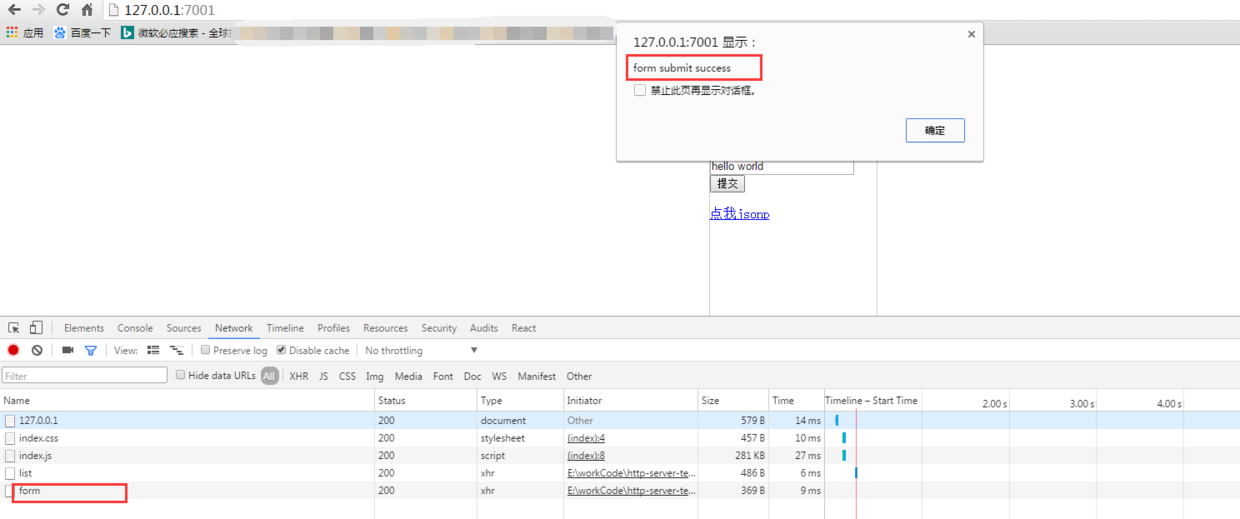 127.0.0.1:7001
应用 百度一下 微软必应搜索 - 全球
127.0.0.1:7001 显示：
form submit success
禁止此页再显示对话框。
确定
hello world
提交
点我jsonp
Elements Console Sources Network Timeline Profiles Resources Security Audits React
View: Preserve log Disable cache No throttling
Filter Hide data URLs All XHR JS CSS Img Media Font Doc WS Manifest Other
Name Status Type Initiator Size Time Timeline – Start Time 2.00 s 3.00 s 4.00 s
127.0.0.1 200 document Other 579 B 14 ms
index.css 200 stylesheet (index):4 457 B 10 ms
index.js 200 script (index):8 281 KB 27 ms
list 200 xhr E:\workCode\http-server-te... 486 B 6 ms
form 200 xhr E:\workCode\http-server-te... 369 B 9 ms